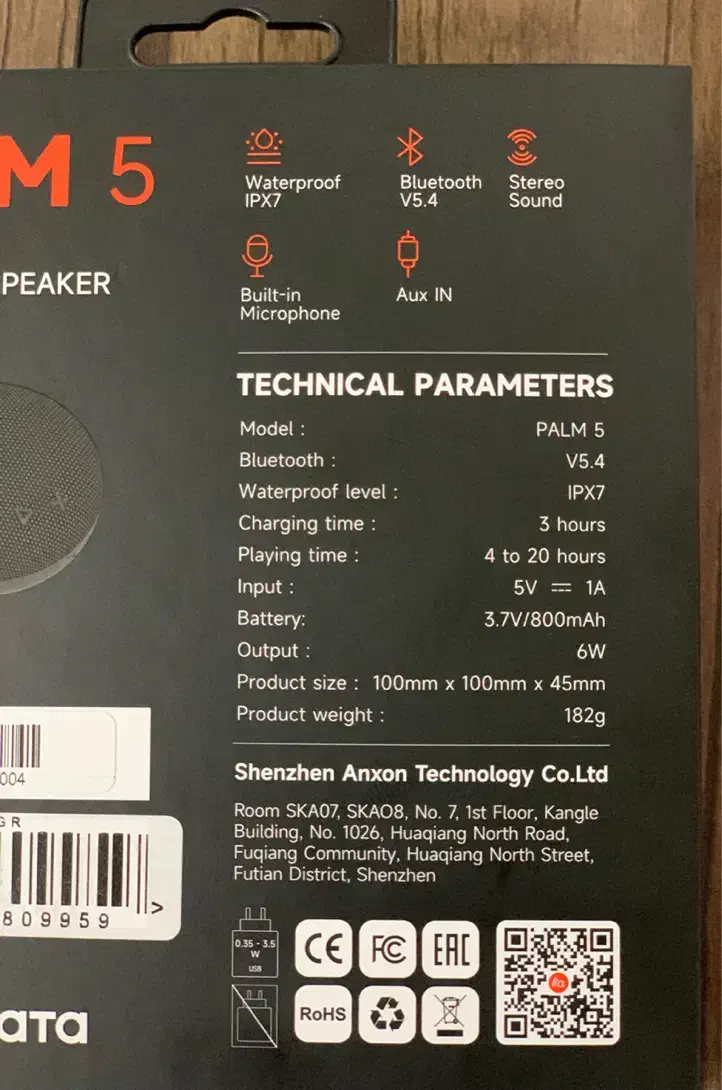 M 5
PEAKER
Waterproof
IPX7
Bluetooth
V5.4
Stereo
Sound
Built-in
Microphone
Aux IN
TECHNICAL PARAMETERS
Model : PALM 5
Bluetooth : V5.4
Waterproof level : IPX7
Charging time : 3 hours
Playing time : 4 to 20 hours
Input : 5V ⎓ 1A
Battery: 3.7V/800mAh
Output : 6W
Product size : 100mm x 100mm x 45mm
Product weight : 182g
Shenzhen Anxon Technology Co.Ltd
Room SKA07, SKAO8, No. 7, 1st Floor, Kangle
Building, No. 1026, Huaqiang North Road,
Fuqiang Community, Huaqiang North Street,
Futian District, Shenzhen
004
GR
809959 >
0.35 - 3.5
W
USB
CE FC EAC
RoHS
ата